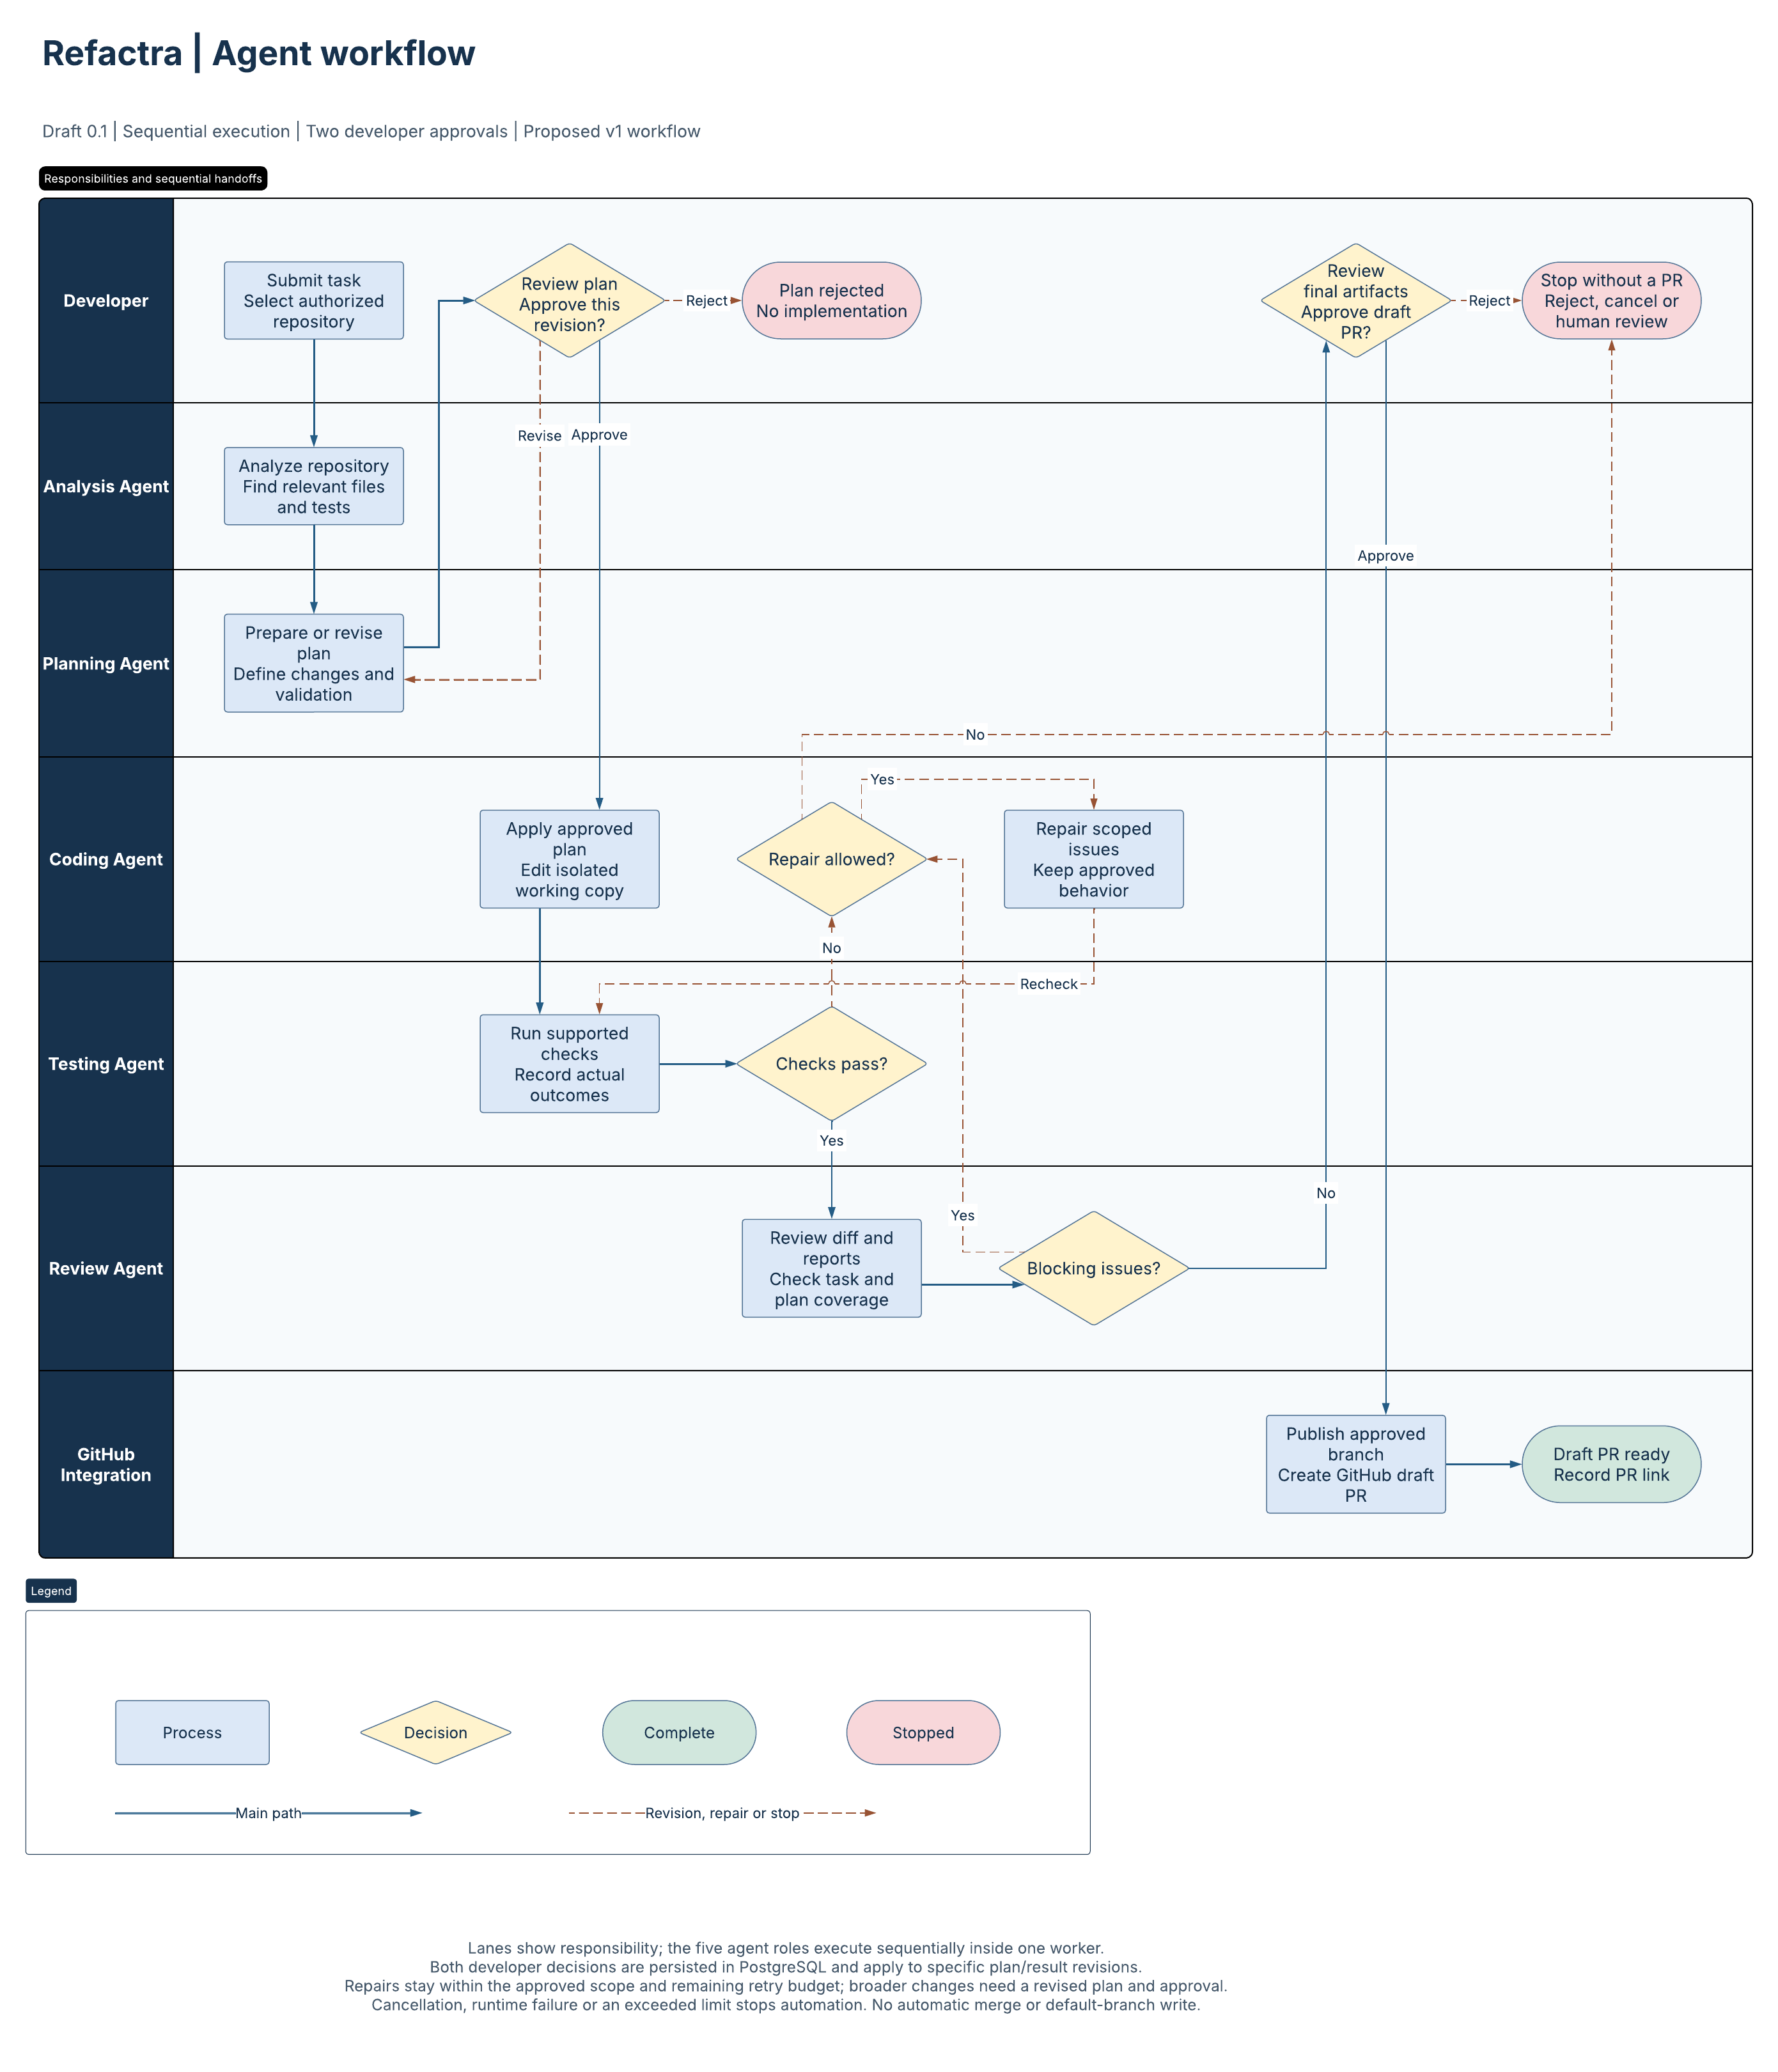 Refactra | Agent workflow
Draft 0.1 | Sequential execution | Two developer approvals | Proposed v1 workflow
Responsibilities and sequential handoffs
Developer
Submit task
Select authorized
repository
Review plan
Approve this
revision?
Reject
Plan rejected
No implementation
Review
final artifacts
Approve draft
PR?
Reject
Stop without a PR
Reject, cancel or
human review
Revise
Approve
Analysis Agent
Analyze repository
Find relevant files
and tests
Approve
Planning Agent
Prepare or revise
plan
Define changes and
validation
No
Yes
Coding Agent
Apply approved
plan
Edit isolated
working copy
Repair allowed?
Repair scoped
issues
Keep approved
behavior
No
Recheck
Testing Agent
Run supported
checks
Record actual
outcomes
Checks pass?
Yes
No
Yes
Review Agent
Review diff and
reports
Check task and
plan coverage
Blocking issues?
GitHub
Integration
Publish approved
branch
Create GitHub draft
PR
Draft PR ready
Record PR link
Legend
Process
Decision
Complete
Stopped
Main path
Revision, repair or stop
Lanes show responsibility; the five agent roles execute sequentially inside one worker.
Both developer decisions are persisted in PostgreSQL and apply to specific plan/result revisions.
Repairs stay within the approved scope and remaining retry budget; broader changes need a revised plan and approval.
Cancellation, runtime failure or an exceeded limit stops automation. No automatic merge or default-branch write.